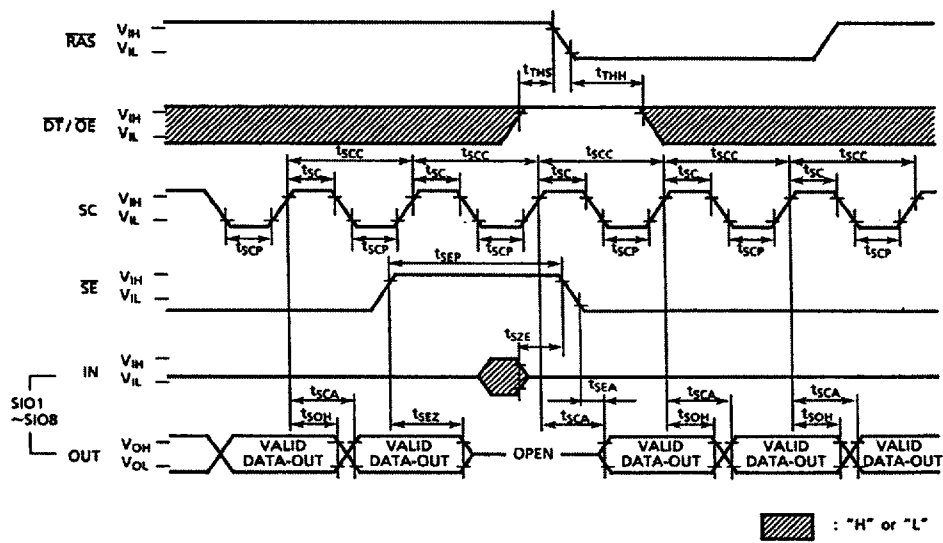 RAS VIH
VIL
tTHS tTHH
DT / OE VIH
VIL
tSCC tSCC tSCC tSCC tSCC
tSC tSC tSC tSC tSC
SC VIH
VIL
tSCP tSCP tSCP tSCP tSCP tSCP
tSEP
SE VIH
VIL
tSZE
IN VIH
VIL
tSEA
SIO1
~SIO8
tSCA tSCA tSCA tSCA
tSOH tSEZ tSOH tSOH
OUT VOH
VOL
VALID DATA-OUT VALID DATA-OUT OPEN VALID DATA-OUT VALID DATA-OUT VALID DATA-OUT
: "H" or "L"